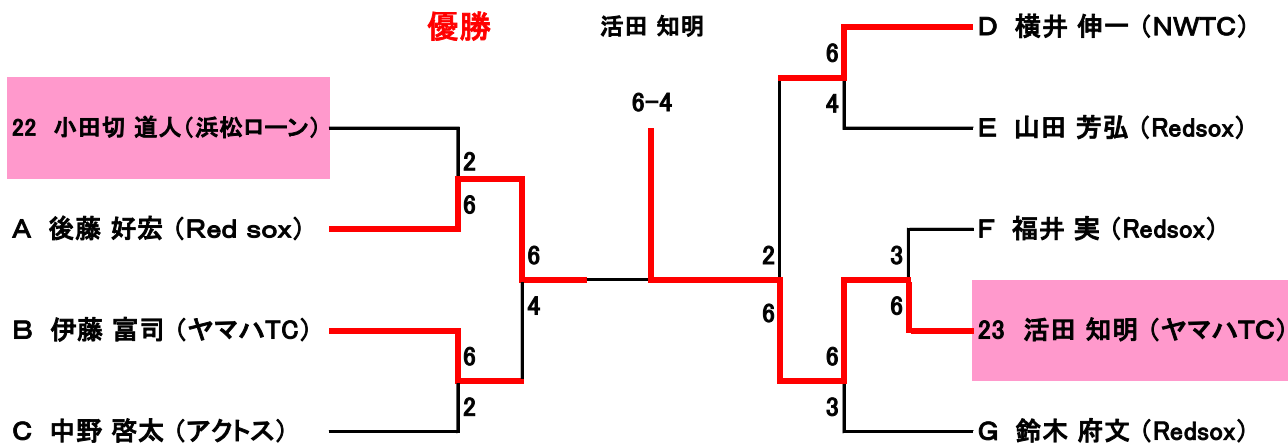 優勝 活田 知明
6-4
22 小田切 道人(浜松ローン)
2
6
A 後藤 好宏 (Red sox)
6
4
B 伊藤 富司 (ヤマハTC)
6
2
C 中野 啓太 (アクトス)
D 横井 伸一 (NWTC)
6
4
E 山田 芳弘 (Redsox)
2
6
F 福井 実 (Redsox)
3
6
23 活田 知明 (ヤマハTC)
6
3
G 鈴木 府文 (Redsox)